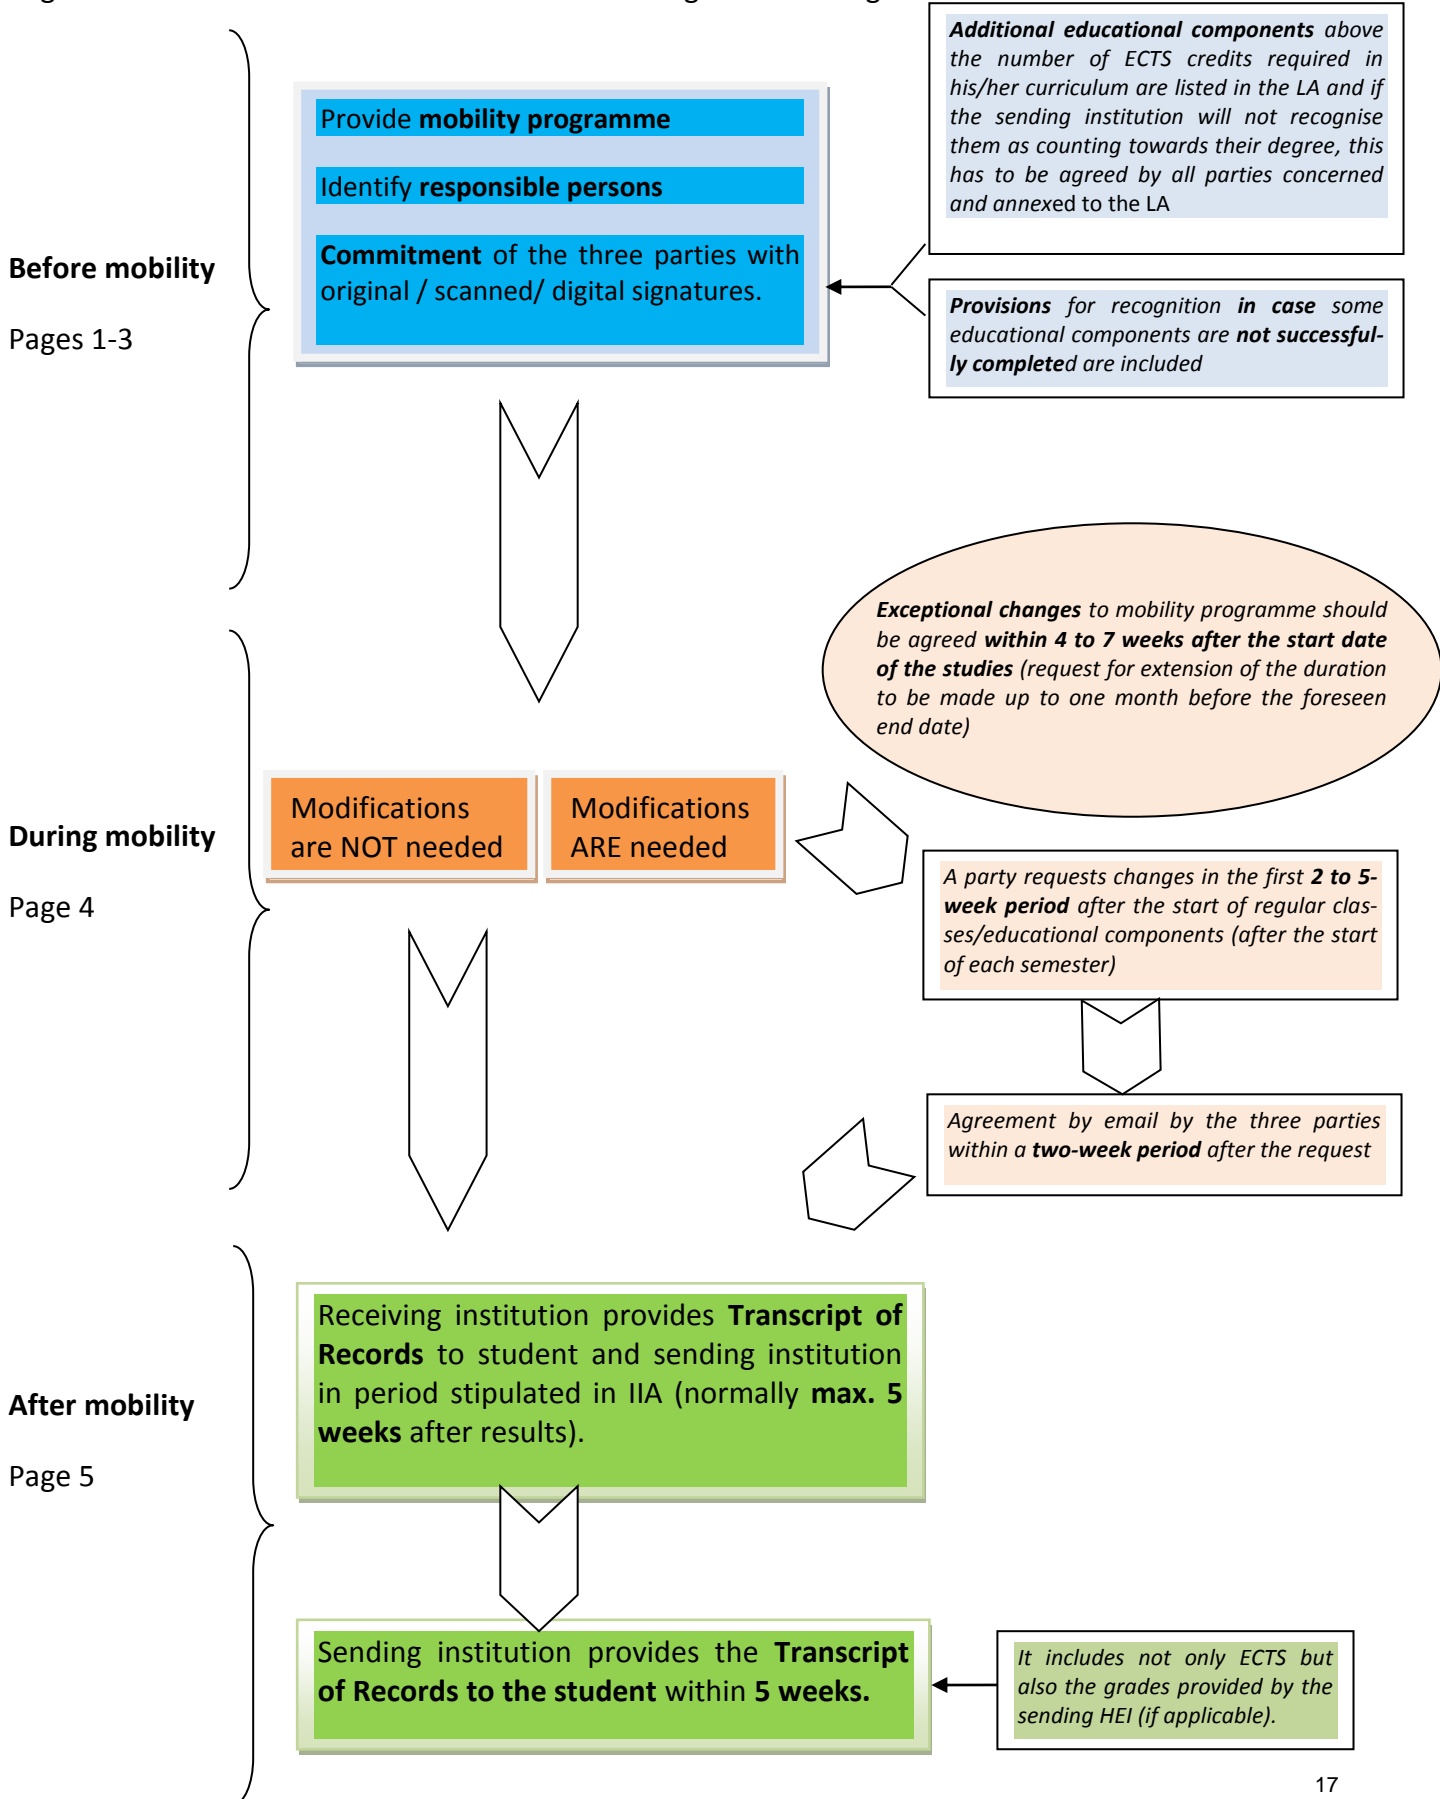 Additional educational components above
the number of ECTS credits required in
his/her curriculum are listed in the LA and if
the sending institution will not recognise
them as counting towards their degree, this
has to be agreed by all parties concerned
and annexed to the LA
Provide mobility programme
Identify responsible persons
Commitment of the three parties with
original / scanned/ digital signatures.
Before mobility
Pages 1-3
Provisions for recognition in case some
educational components are not successful-
ly completed are included
Exceptional changes to mobility programme should
be agreed within 4 to 7 weeks after the start date
of the studies (request for extension of the duration
to be made up to one month before the foreseen
end date)
During mobility
Page 4
Modifications
are NOT needed
Modifications
ARE needed
A party requests changes in the first 2 to 5-
week period after the start of regular clas-
ses/educational components (after the start
of each semester)
Agreement by email by the three parties
within a two-week period after the request
After mobility
Page 5
Receiving institution provides Transcript of
Records to student and sending institution
in period stipulated in IIA (normally max. 5
weeks after results).
Sending institution provides the Transcript
of Records to the student within 5 weeks.
It includes not only ECTS but
also the grades provided by the
sending HEI (if applicable).
17